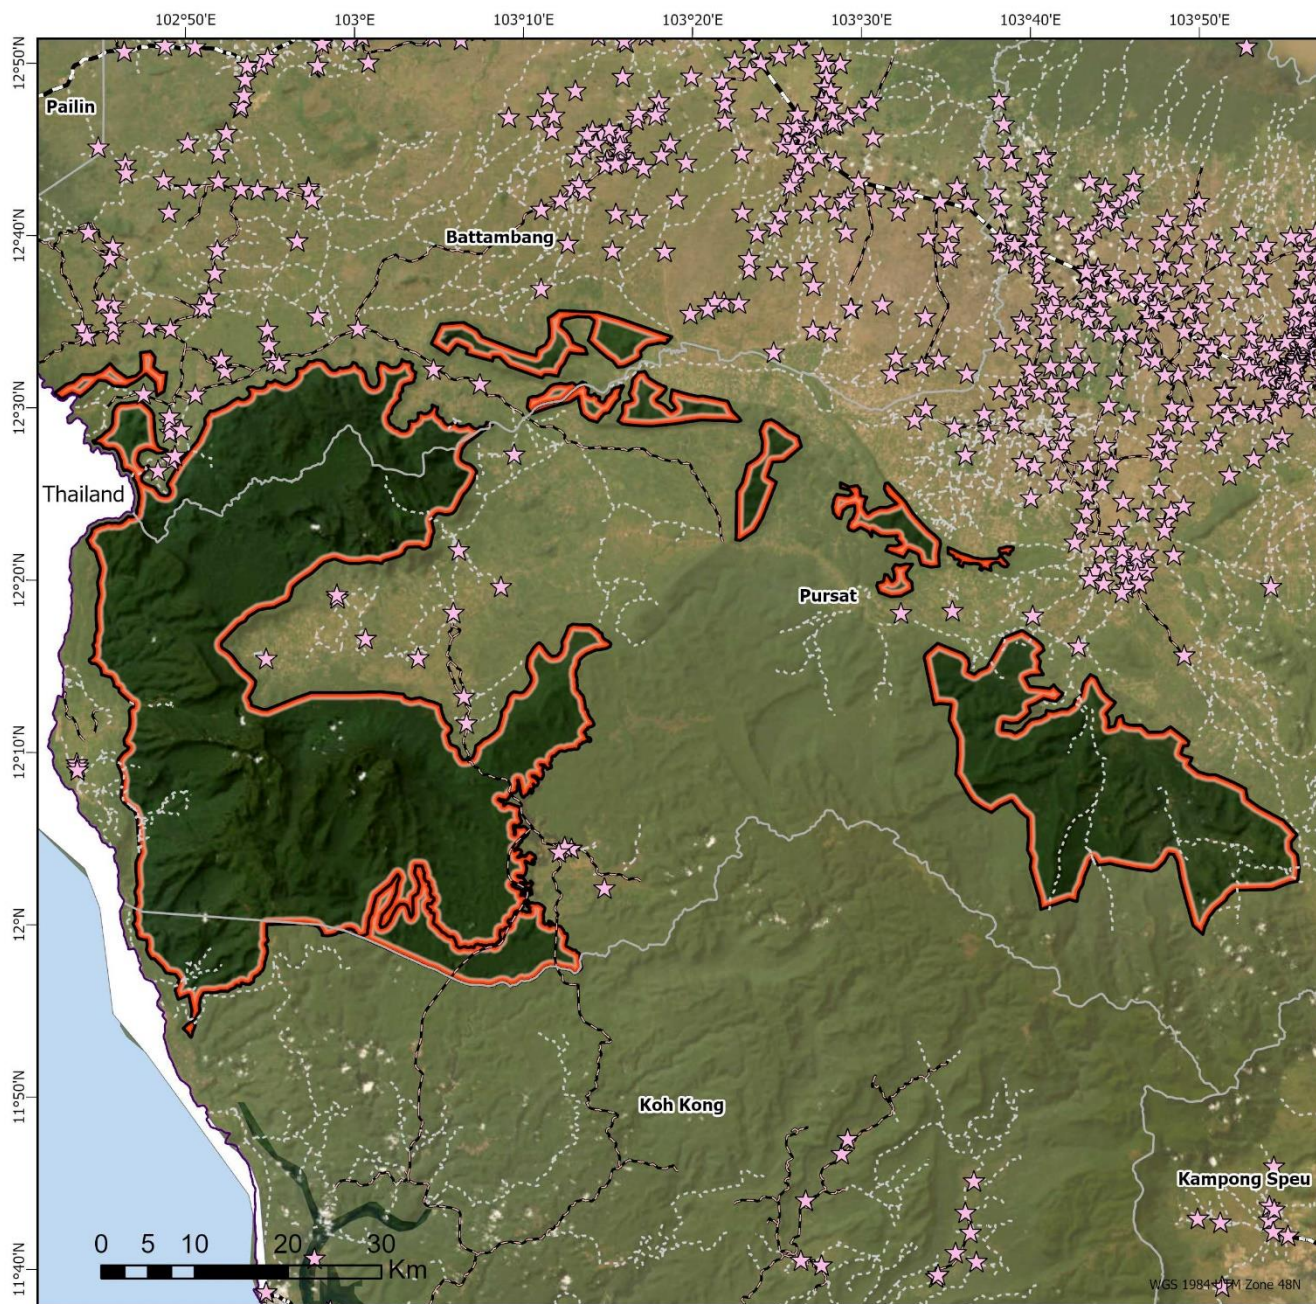 102°50'E 103°E 103°10'E 103°20'E 103°30'E 103°40'E 103°50'E
12°50'N
Pailin
12°40'N
Battambang
12°30'N
Thailand
12°20'N
Pursat
12°10'N
12°N
11°50'N
Koh Kong
Kampong Speu
11°40'N
0 5 10 20 30
Km
WGS 1984 UTM Zone 48N